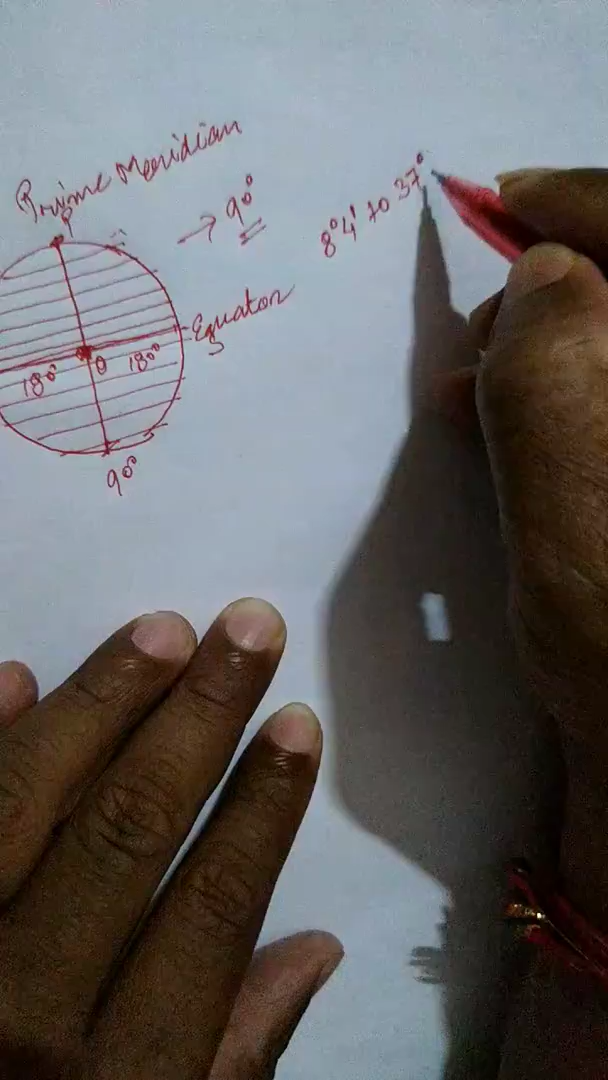 Prime Meridian
→ 90°
8°4' to 37°
Equator
180° 0 180°
90°